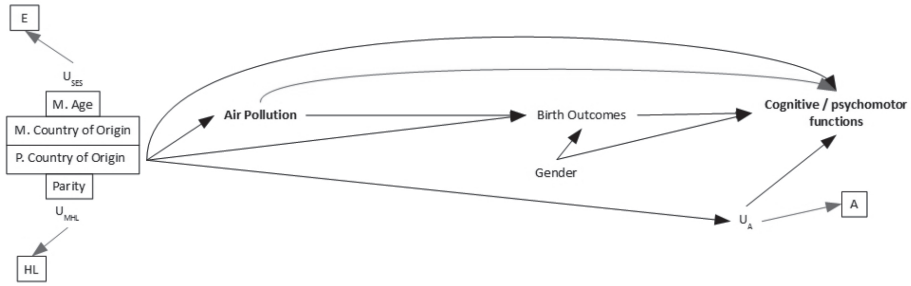 E
U_SES
M. Age
M. Country of Origin
P. Country of Origin
Parity
U_MHL
HL
Air Pollution
Birth Outcomes
Gender
Cognitive / psychomotor
functions
U_A
A